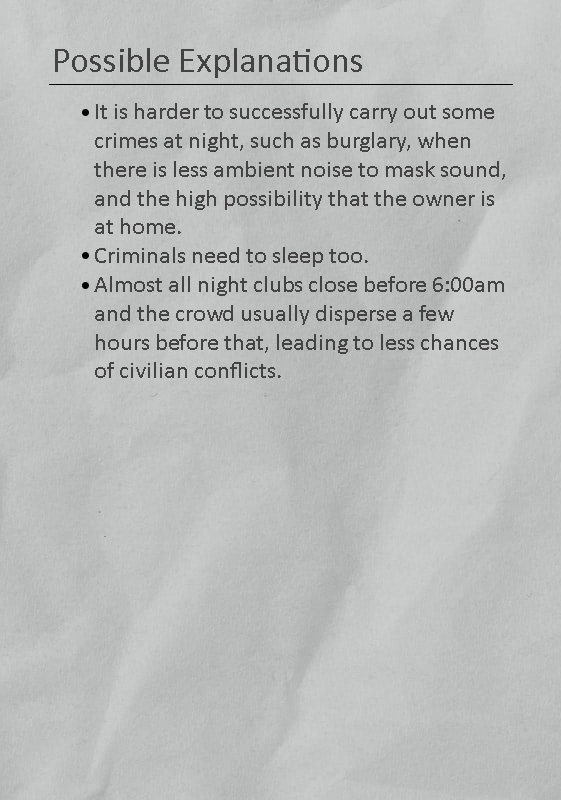 Possible Explanations
•It is harder to successfully carry out some
crimes at night, such as burglary, when
there is less ambient noise to mask sound,
and the high possibility that the owner is
at home.
•Criminals need to sleep too.
•Almost all night clubs close before 6:00am
and the crowd usually disperse a few
hours before that, leading to less chances
of civilian conflicts.